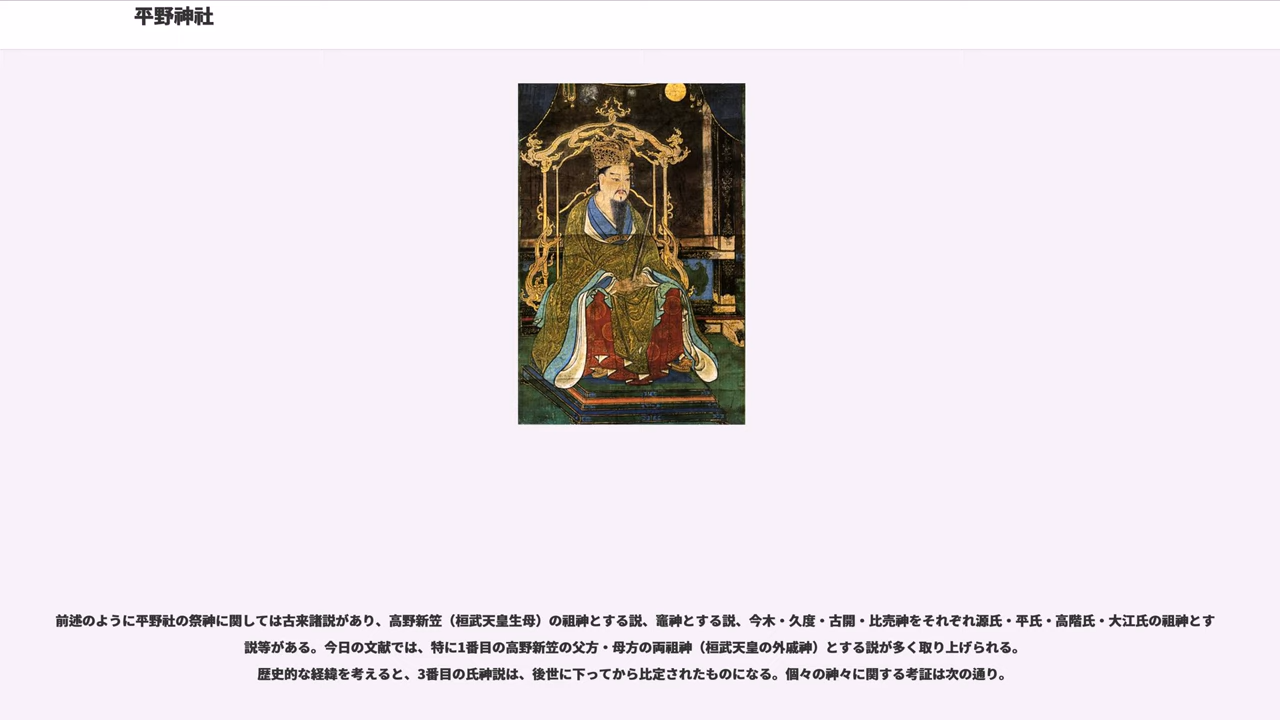 平野神社
前述のように平野社の祭神に関しては古来諸説があり、高野新笠（桓武天皇生母）の祖神とする説、竈神とする説、今木・久度・古開・比売神をそれぞれ源氏・平氏・高階氏・大江氏の祖神とす
説等がある。今日の文献では、特に1番目の高野新笠の父方・母方の両祖神（桓武天皇の外戚神）とする説が多く取り上げられる。
歴史的な経緯を考えると、3番目の氏神説は、後世に下ってから比定されたものになる。個々の神々に関する考証は次の通り。